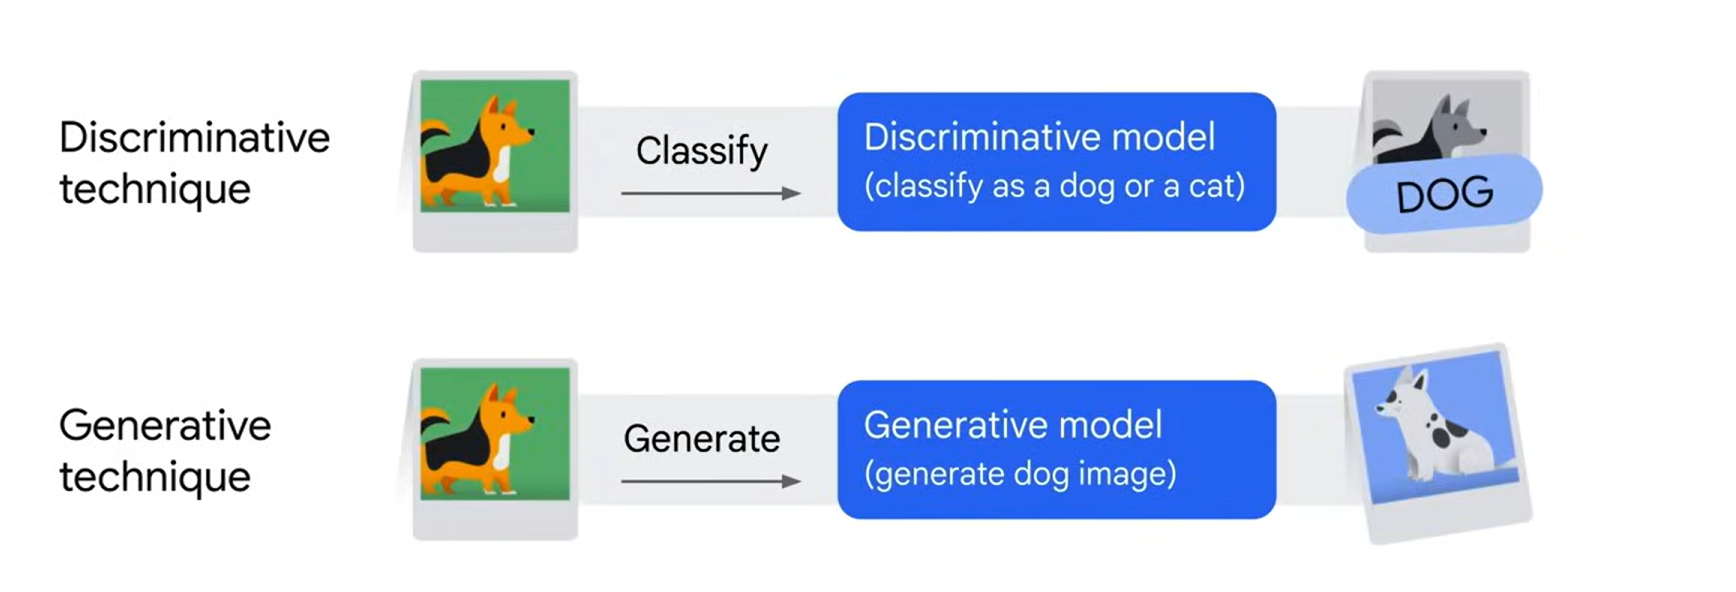 Discriminative
technique
Classify
Discriminative model
(classify as a dog or a cat)
DOG
Generative
technique
Generate
Generative model
(generate dog image)